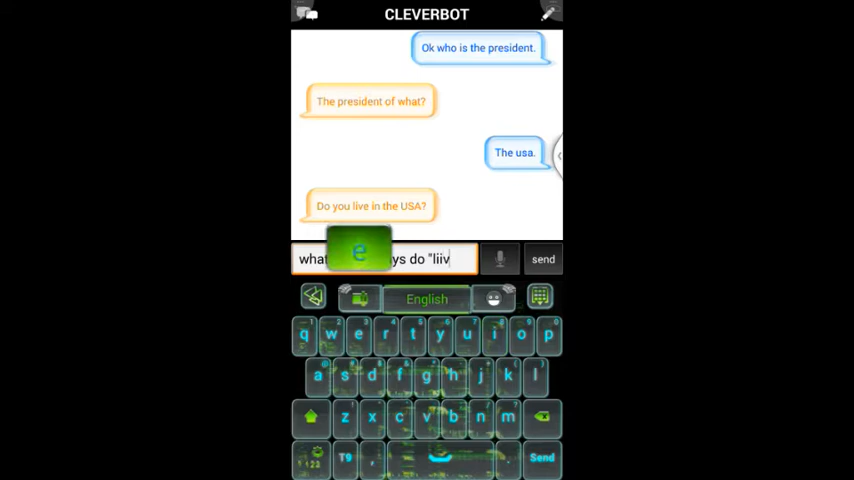 CLEVERBOT
Ok who is the president.
The president of what?
The usa.
Do you live in the USA?
e
what ys do "liiv
send
English
q w e r t y u i o p
a s d f g h j k l
z x c v b n m
T9 , . Send